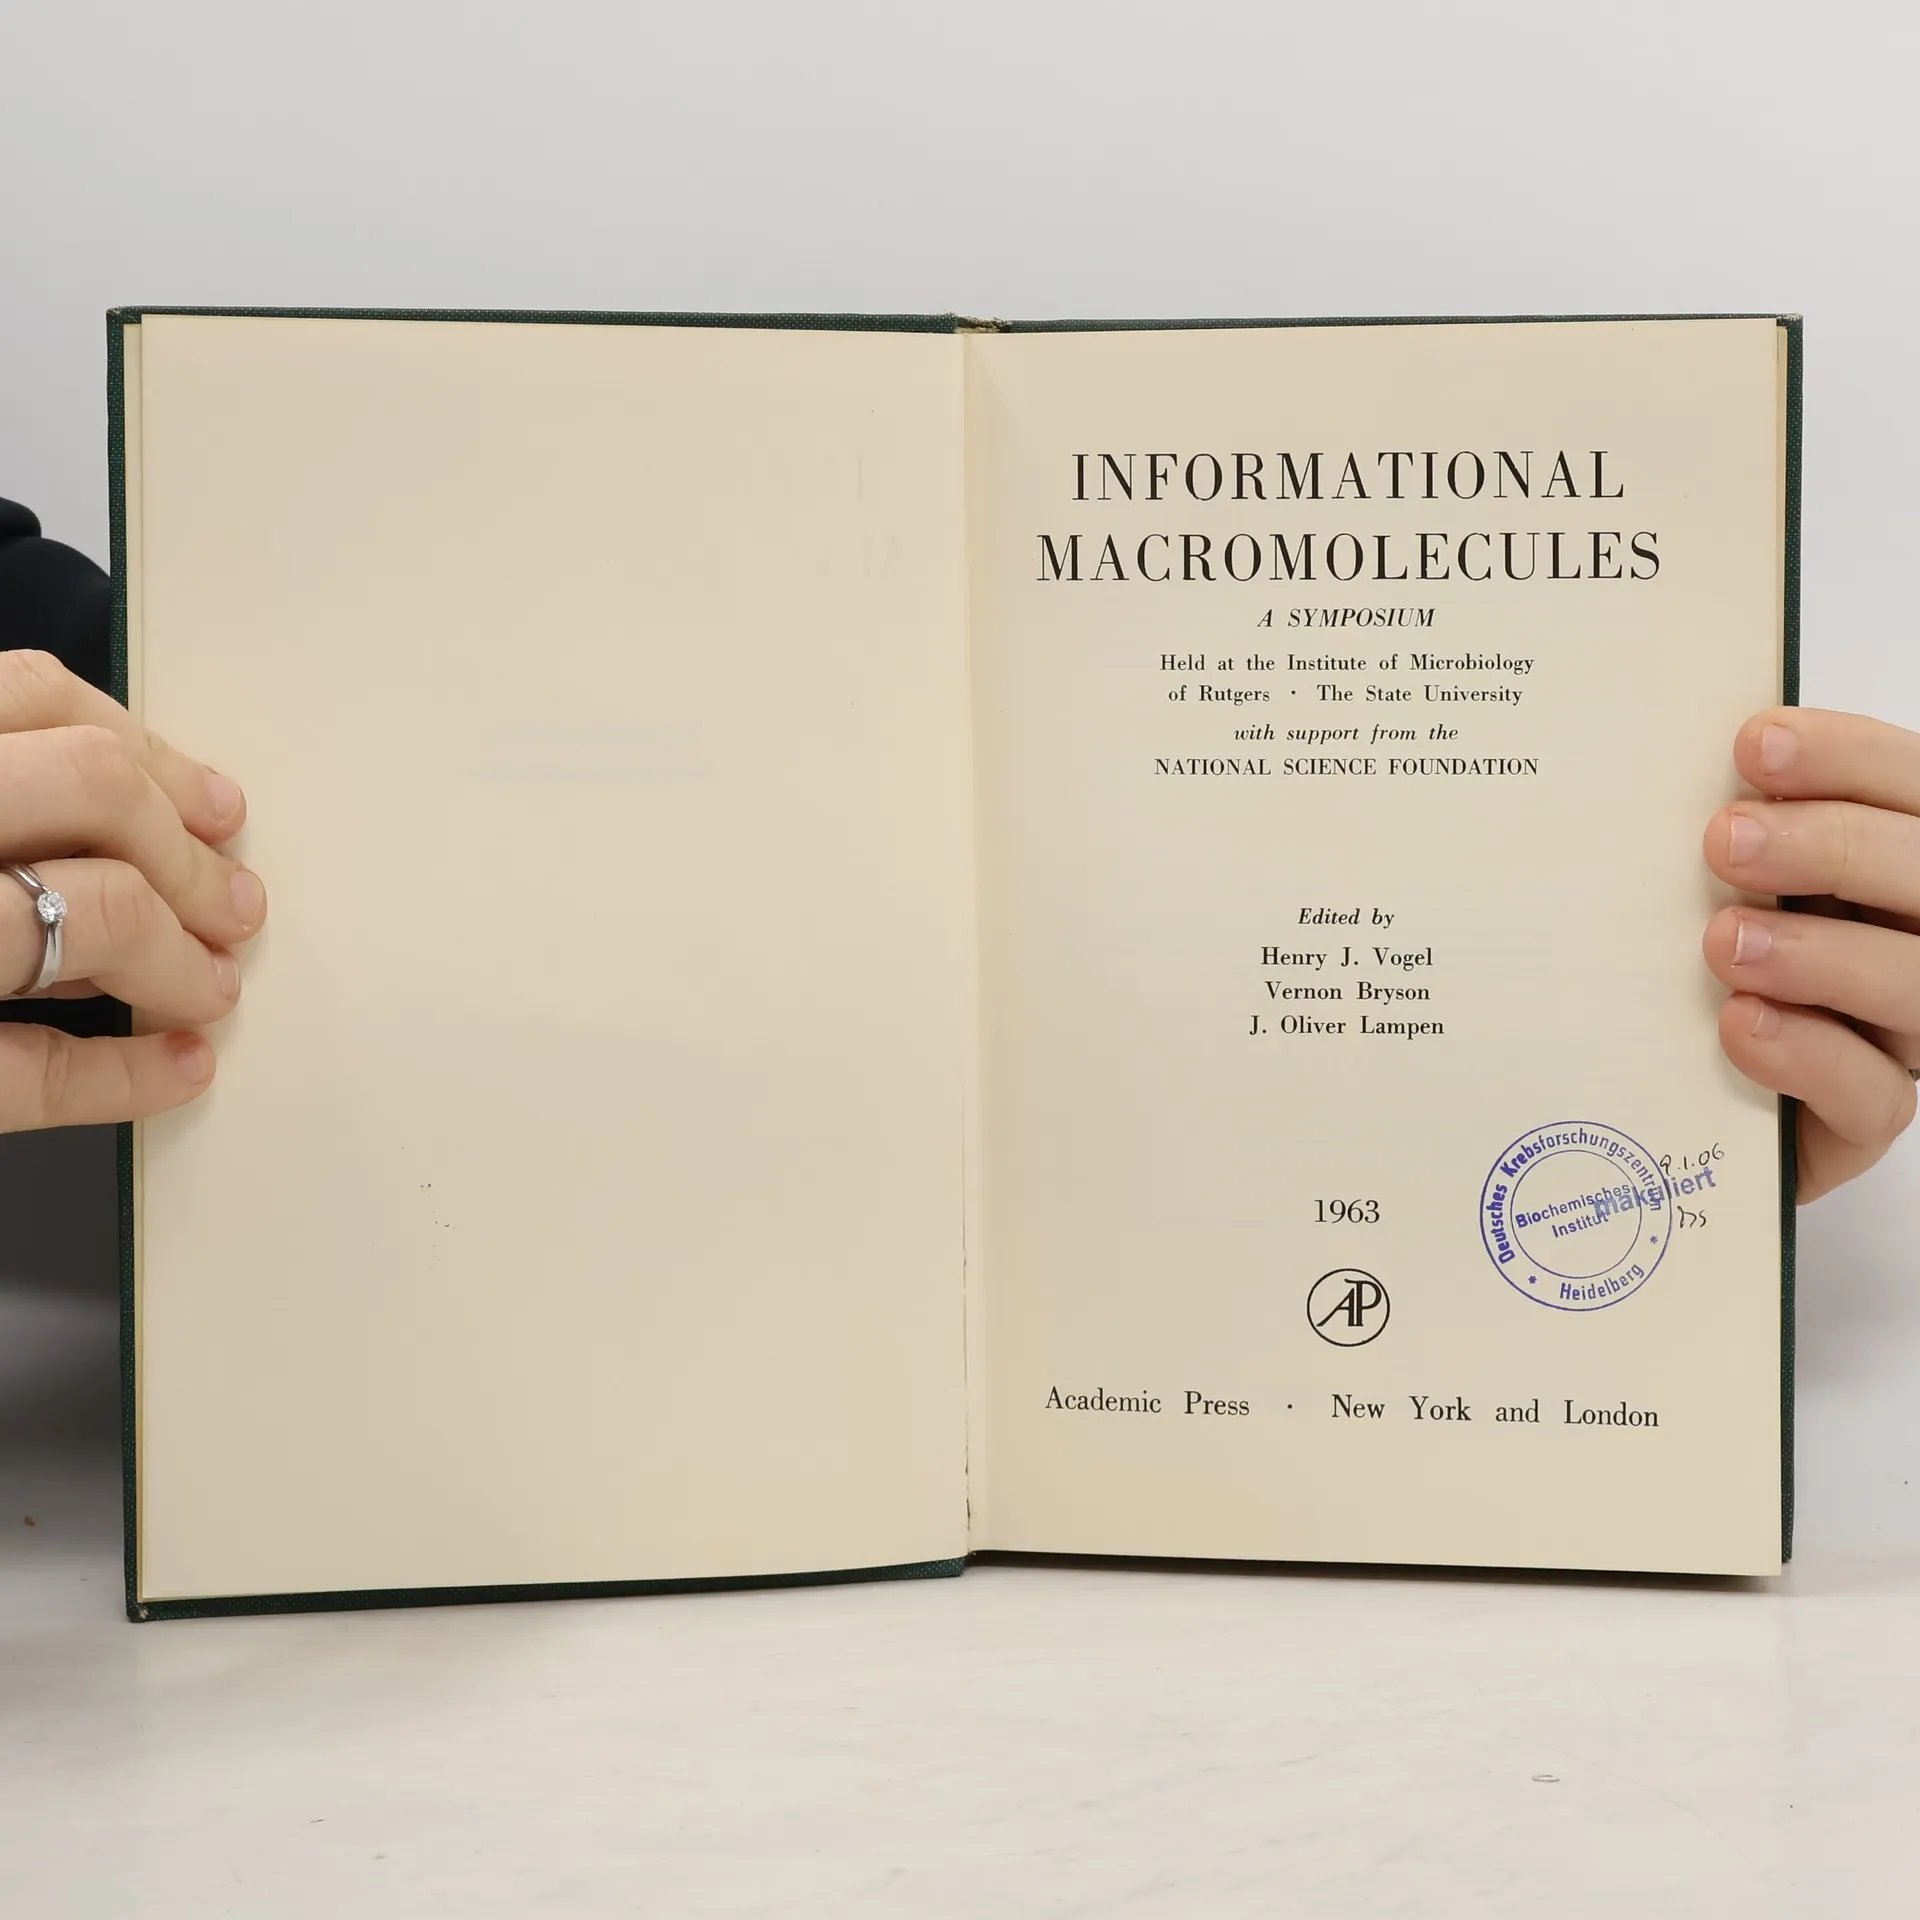 INFORMATIONAL
MACROMOLECULES
A SYMPOSIUM
Held at the Institute of Microbiology
of Rutgers · The State University
with support from the
NATIONAL SCIENCE FOUNDATION
Edited by
Henry J. Vogel
Vernon Bryson
J. Oliver Lampen
1963
Deutsches Krebsforschungszentrum
Biochemisches
Institut
* Heidelberg *
9.1.06
makuliert
AP
Academic Press · New York and London